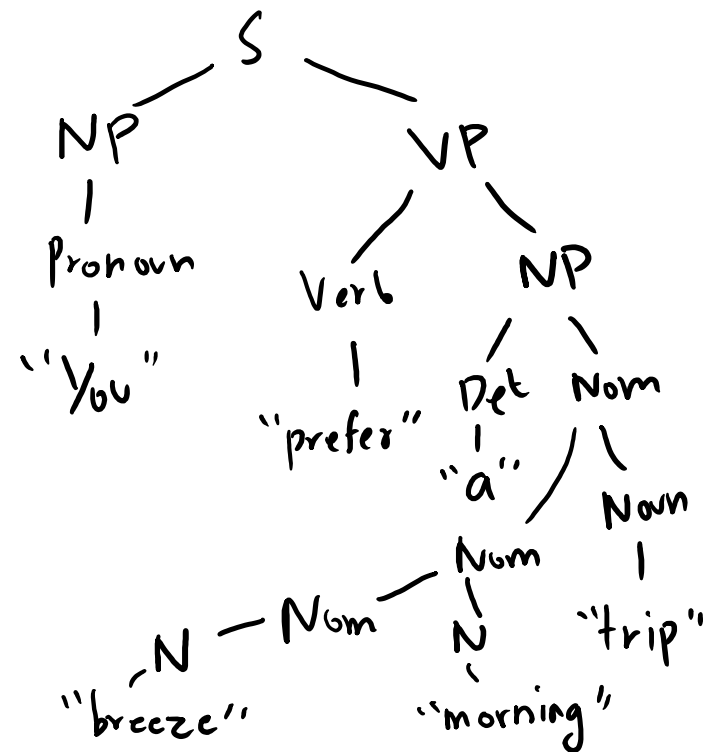 S
NP VP
Pronoun Verb NP
"You" "prefer" Det Nom
"a" Noun
Nom
N Nom N "trip"
"breeze" "morning"